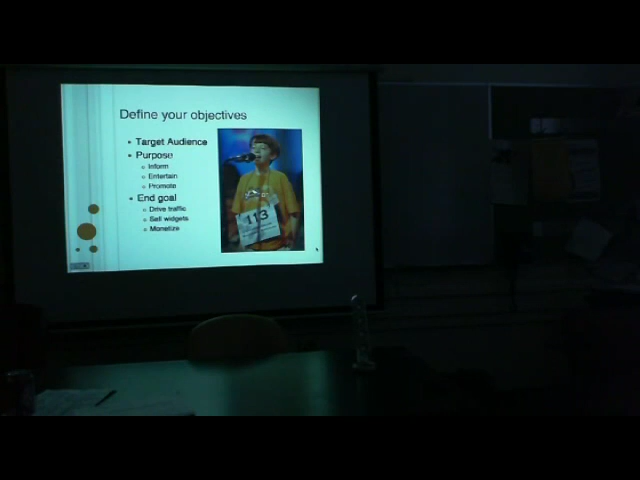 Define your objectives
Target Audience
Purpose
Inform
Entertain
Promote
End goal
Drive traffic
Sell widgets
Monetize
113